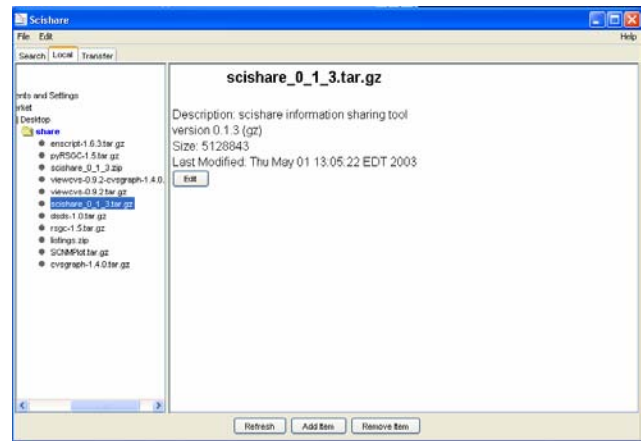 Scishare
File Edit Help
Search Local Transfer
ents and Settings
Desktop
share
enscript-1.6.3.tar.gz
pyRSGC-1.5.tar.gz
scishare_0_1_3.zip
viewcvs-0.9.2-cvsgraph-1.4.0.
viewcvs-0.9.2.tar.gz
scishare_0_1_3.tar.gz
dsds-1.0.tar.gz
rsgc-1.5.tar.gz
listings.zip
SCNMPlot.tar.gz
cvsgraph-1.4.0.tar.gz
scishare_0_1_3.tar.gz
Description: scishare information sharing tool
version 0.1.3 (gz)
Size: 5128843
Last Modified: Thu May 01 13:05:22 EDT 2003
Edit
Refresh Add Item Remove Item